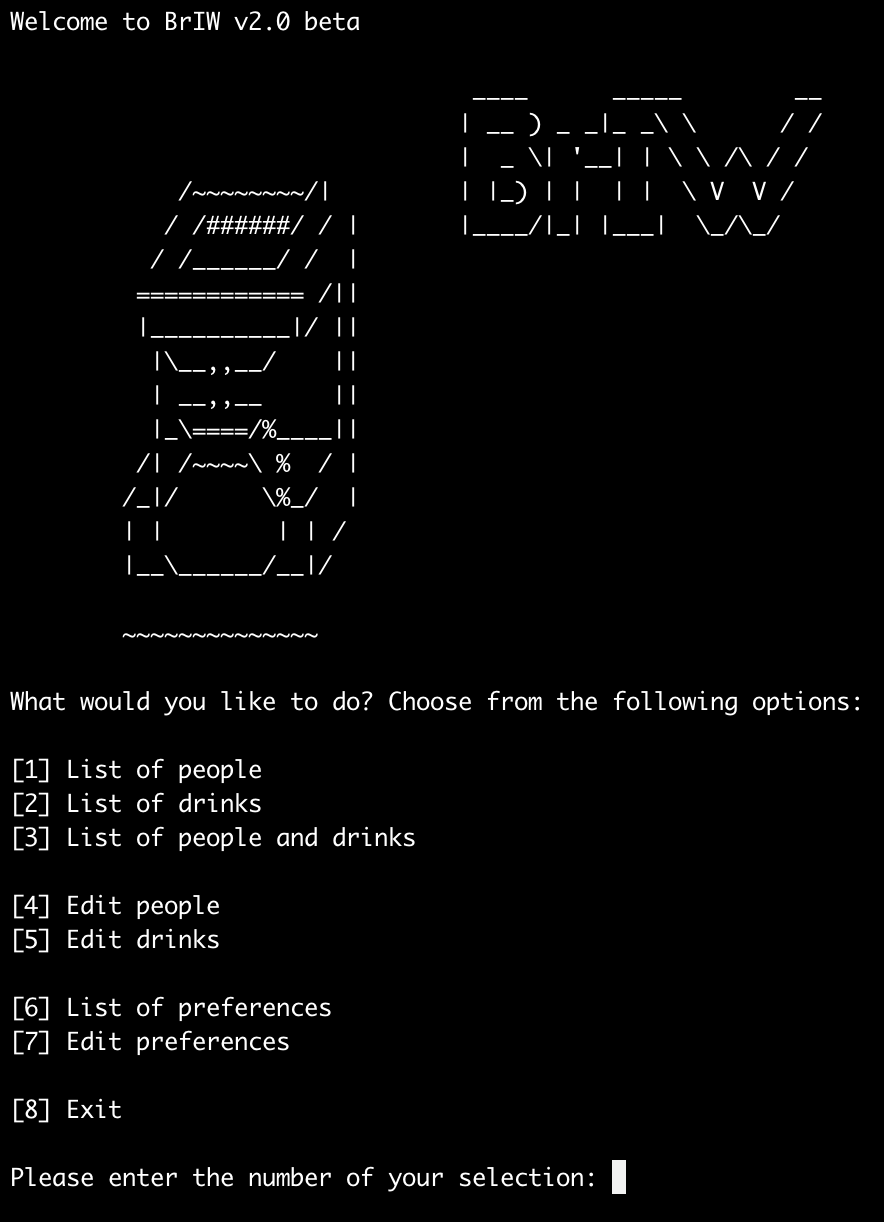 Welcome to BrIW v2.0 beta
BrIW
What would you like to do? Choose from the following options:
[1] List of people
[2] List of drinks
[3] List of people and drinks
[4] Edit people
[5] Edit drinks
[6] List of preferences
[7] Edit preferences
[8] Exit
Please enter the number of your selection: